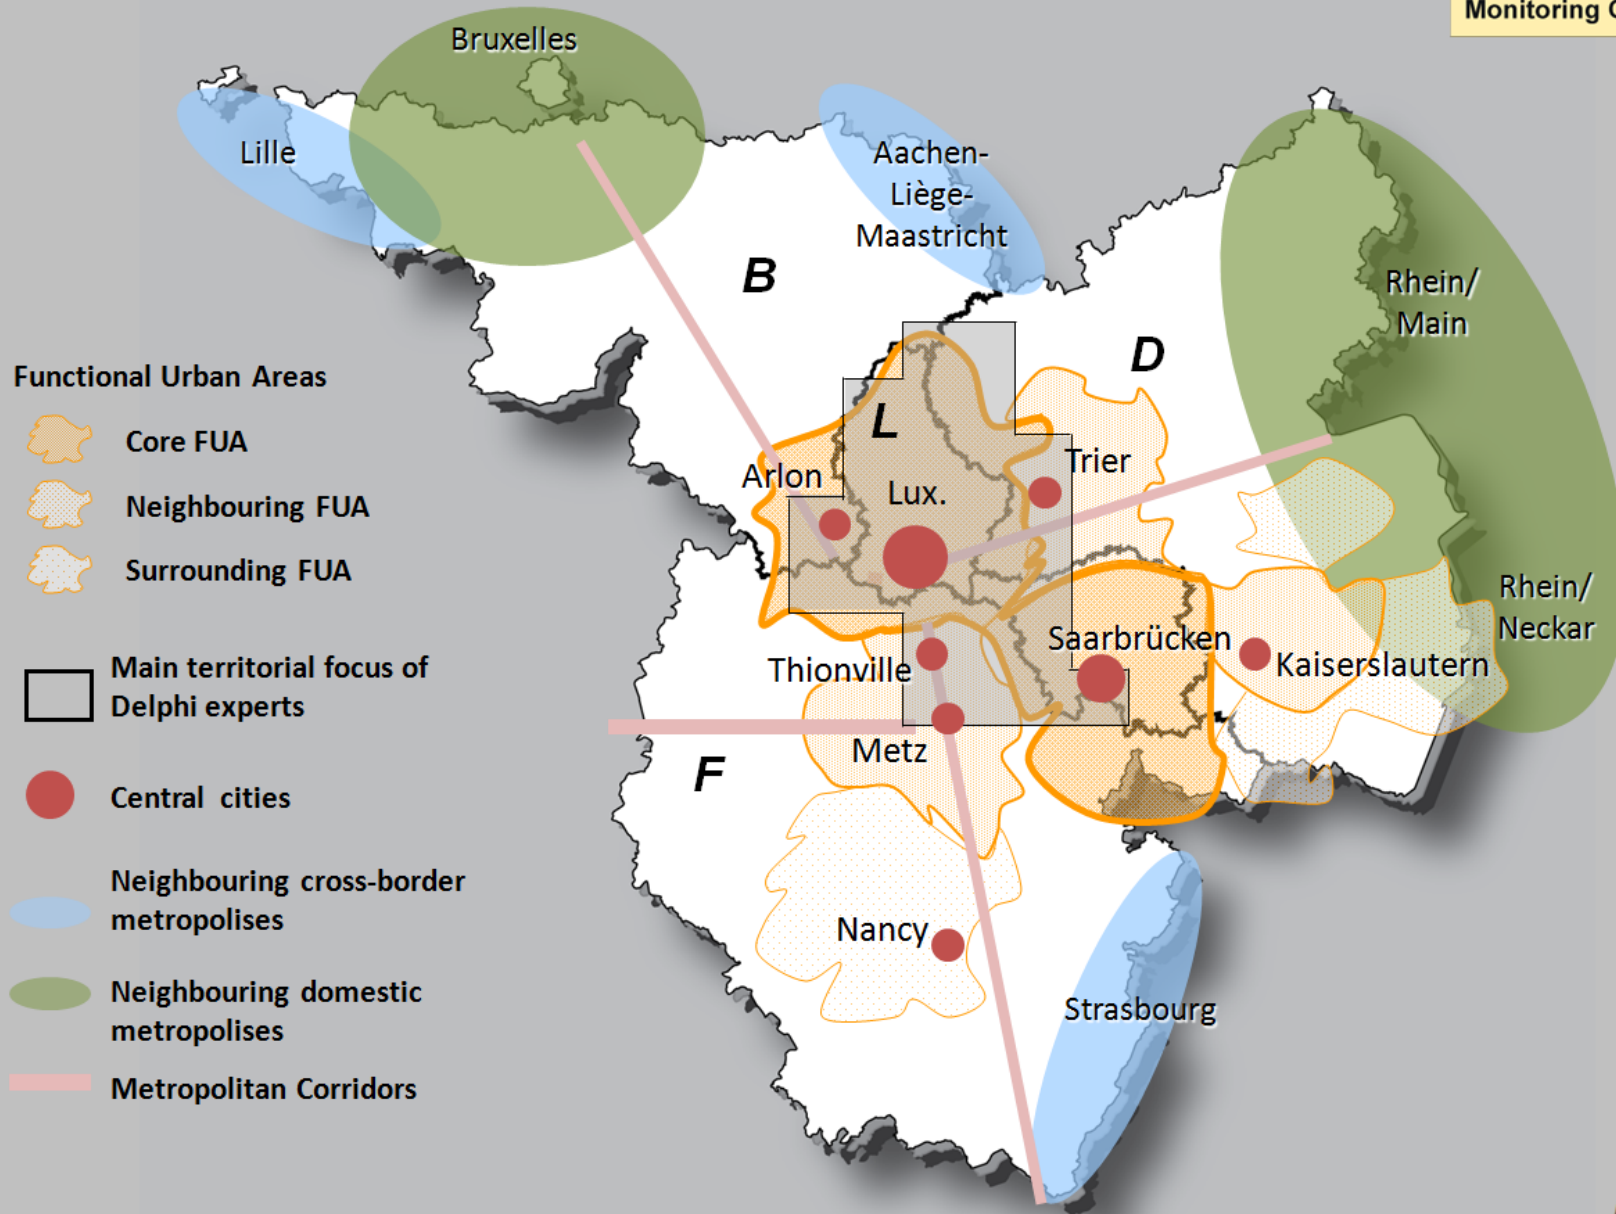 Monitoring
Bruxelles
Lille
Aachen-
Liège-
Maastricht
B
Rhein/
Main
D
Functional Urban Areas
Core FUA
L
Arlon
Trier
Lux.
Neighbouring FUA
Surrounding FUA
Rhein/
Neckar
Saarbrücken
Thionville
Kaiserslautern
Main territorial focus of
Delphi experts
Metz
F
Central cities
Neighbouring cross-border
metropolises
Nancy
Neighbouring domestic
metropolises
Strasbourg
Metropolitan Corridors